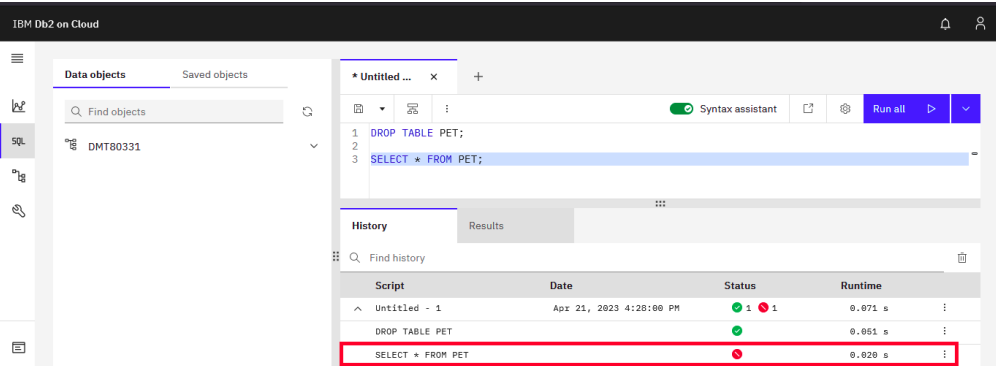 IBM Db2 on Cloud
Data objects
Saved objects
Find objects
DMT80331
SQL
* Untitled ... × +
Syntax assistant
Run all
1 DROP TABLE PET;
2
3 SELECT * FROM PET;
History
Results
Find history
Script Date Status Runtime
Untitled - 1 Apr 21, 2023 4:28:00 PM 1 1 0.071 s
DROP TABLE PET 0.051 s
SELECT * FROM PET 0.020 s